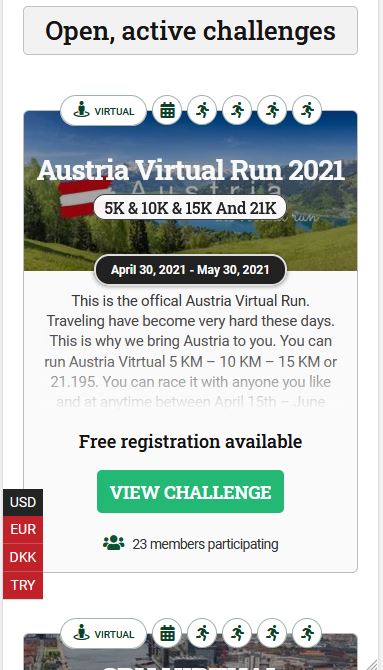 Open, active challenges
VIRTUAL
Austria Virtual Run 2021
Austria
5K & 10K & 15K And 21K
run
April 30, 2021 - May 30, 2021
This is the offical Austria Virtual Run.
Traveling have become very hard these days.
This is why we bring Austria to you. You can
run Austria Vitrtual 5 KM – 10 KM – 15 KM or
21.195. You can race it with anyone you like
and at anytime between April 15th – June
Free registration available
VIEW CHALLENGE
23 members participating
USD
EUR
DKK
TRY
VIRTUAL